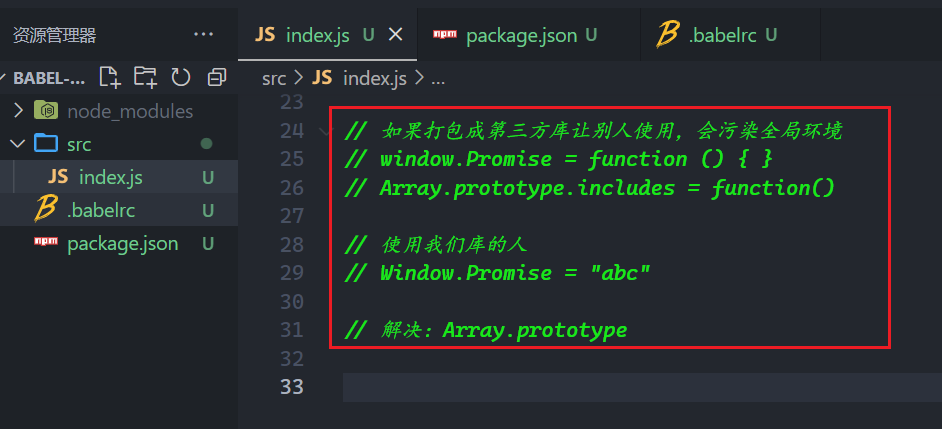 资源管理器 ···
JS index.js U ×
npm package.json U
B .babelrc U
BABEL-...
src > JS index.js > ...
node_modules
src
JS index.js U
B .babelrc U
npm package.json U
23
24 // 如果打包成第三方库让别人使用，会污染全局环境
25 // window.Promise = function () { }
26 // Array.prototype.includes = function()
27
28 // 使用我们库的人
29 // Window.Promise = "abc"
30
31 // 解决：Array.prototype
32
33